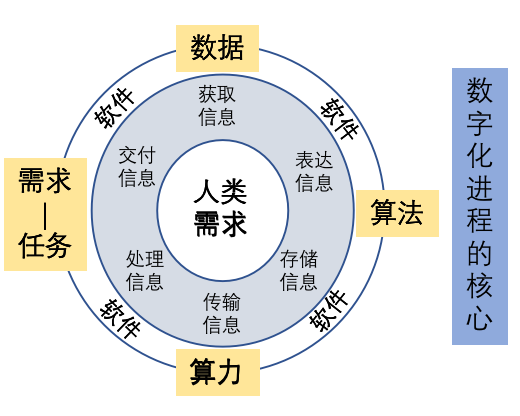 数据
软件
软件
获取
信息
交付
信息
表达
信息
需求
|
任务
人类
需求
算法
处理
信息
存储
信息
传输
信息
软件
软件
算力
数字化进程的核心